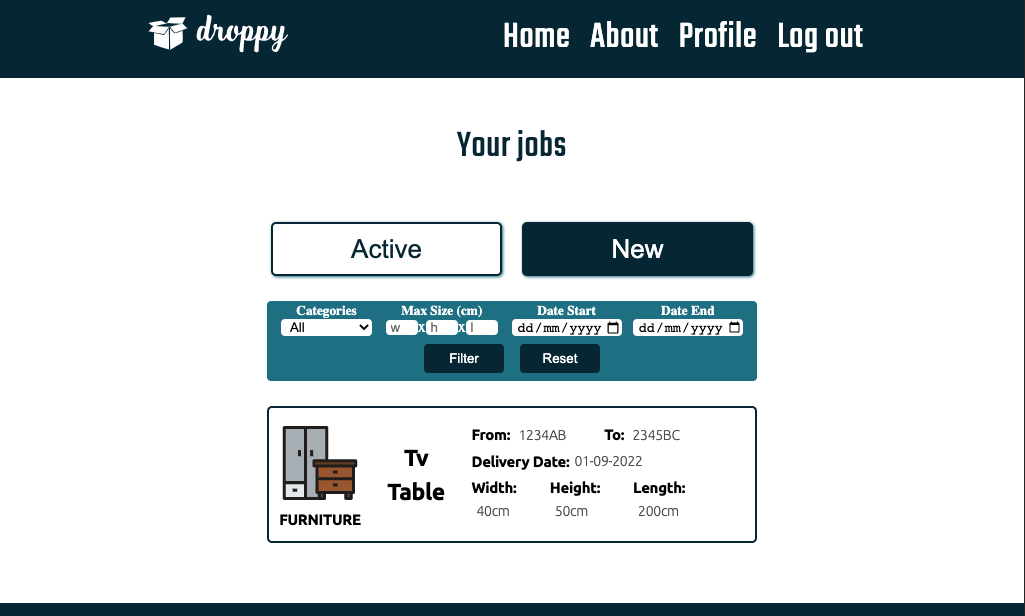 droppy Home About Profile Log out
Your jobs
Active New
Categories Max Size (cm) Date Start Date End
All w x h x l dd/mm/yyyy dd/mm/yyyy
Filter Reset
From: 1234AB To: 2345BC
Tv
Table
Delivery Date: 01-09-2022
Width: Height: Length:
40cm 50cm 200cm
FURNITURE